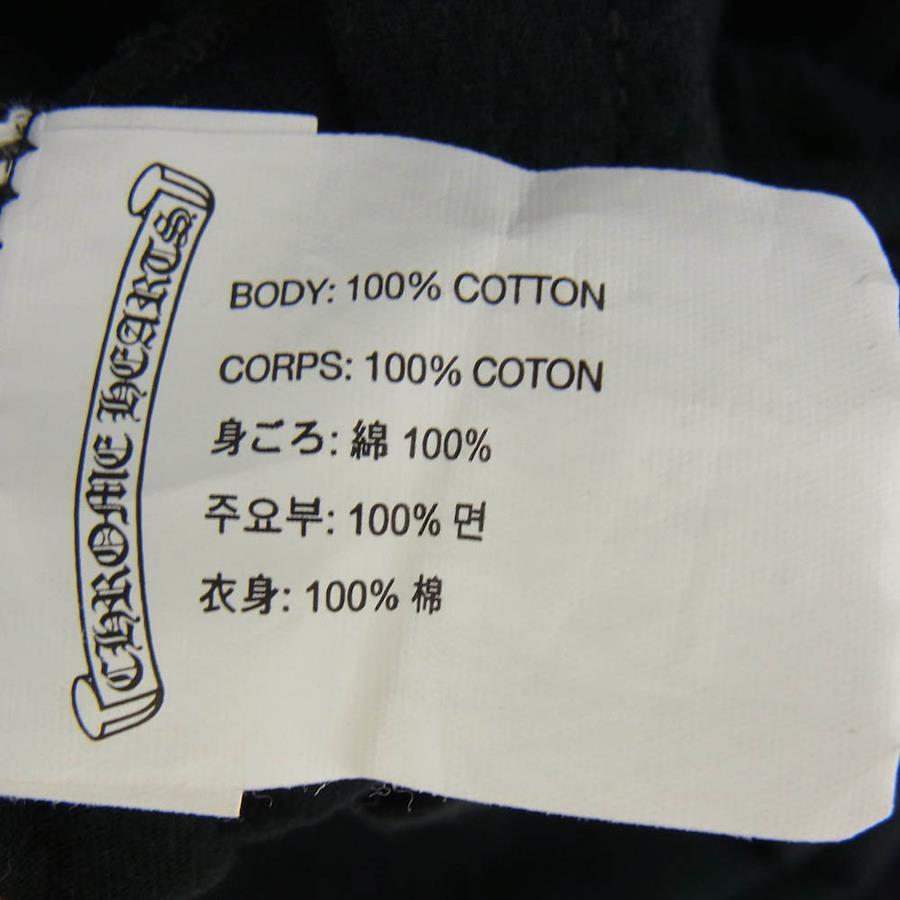 CHROME HEARTS
BODY: 100% COTTON
CORPS: 100% COTON
身ごろ: 綿 100%
주요부: 100% 면
衣身: 100% 棉